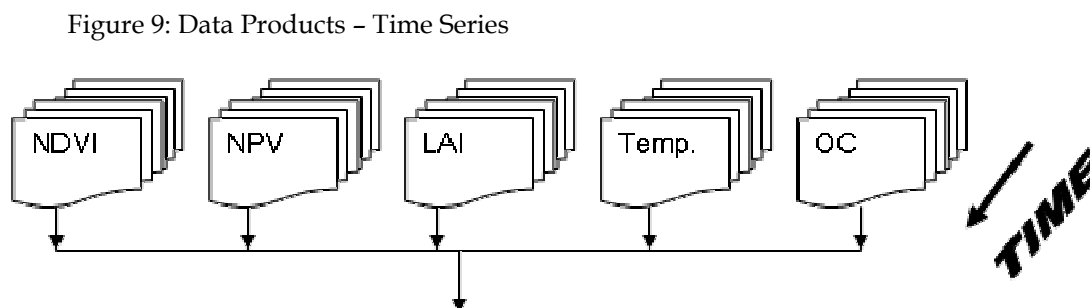 Figure 9: Data Products – Time Series
NDVI
NPV
LAI
Temp.
OC
TIME